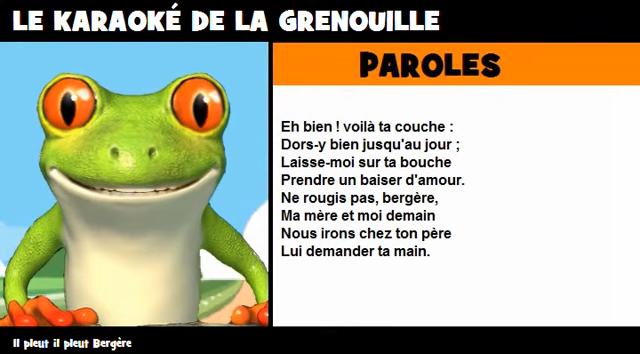 LE KARAOKÉ DE LA GRENOUILLE
PAROLES
Eh bien ! voilà ta couche :
Dors-y bien jusqu'au jour ;
Laisse-moi sur ta bouche
Prendre un baiser d'amour.
Ne rougis pas, bergère,
Ma mère et moi demain
Nous irons chez ton père
Lui demander ta main.
Il pleut il pleut Bergère